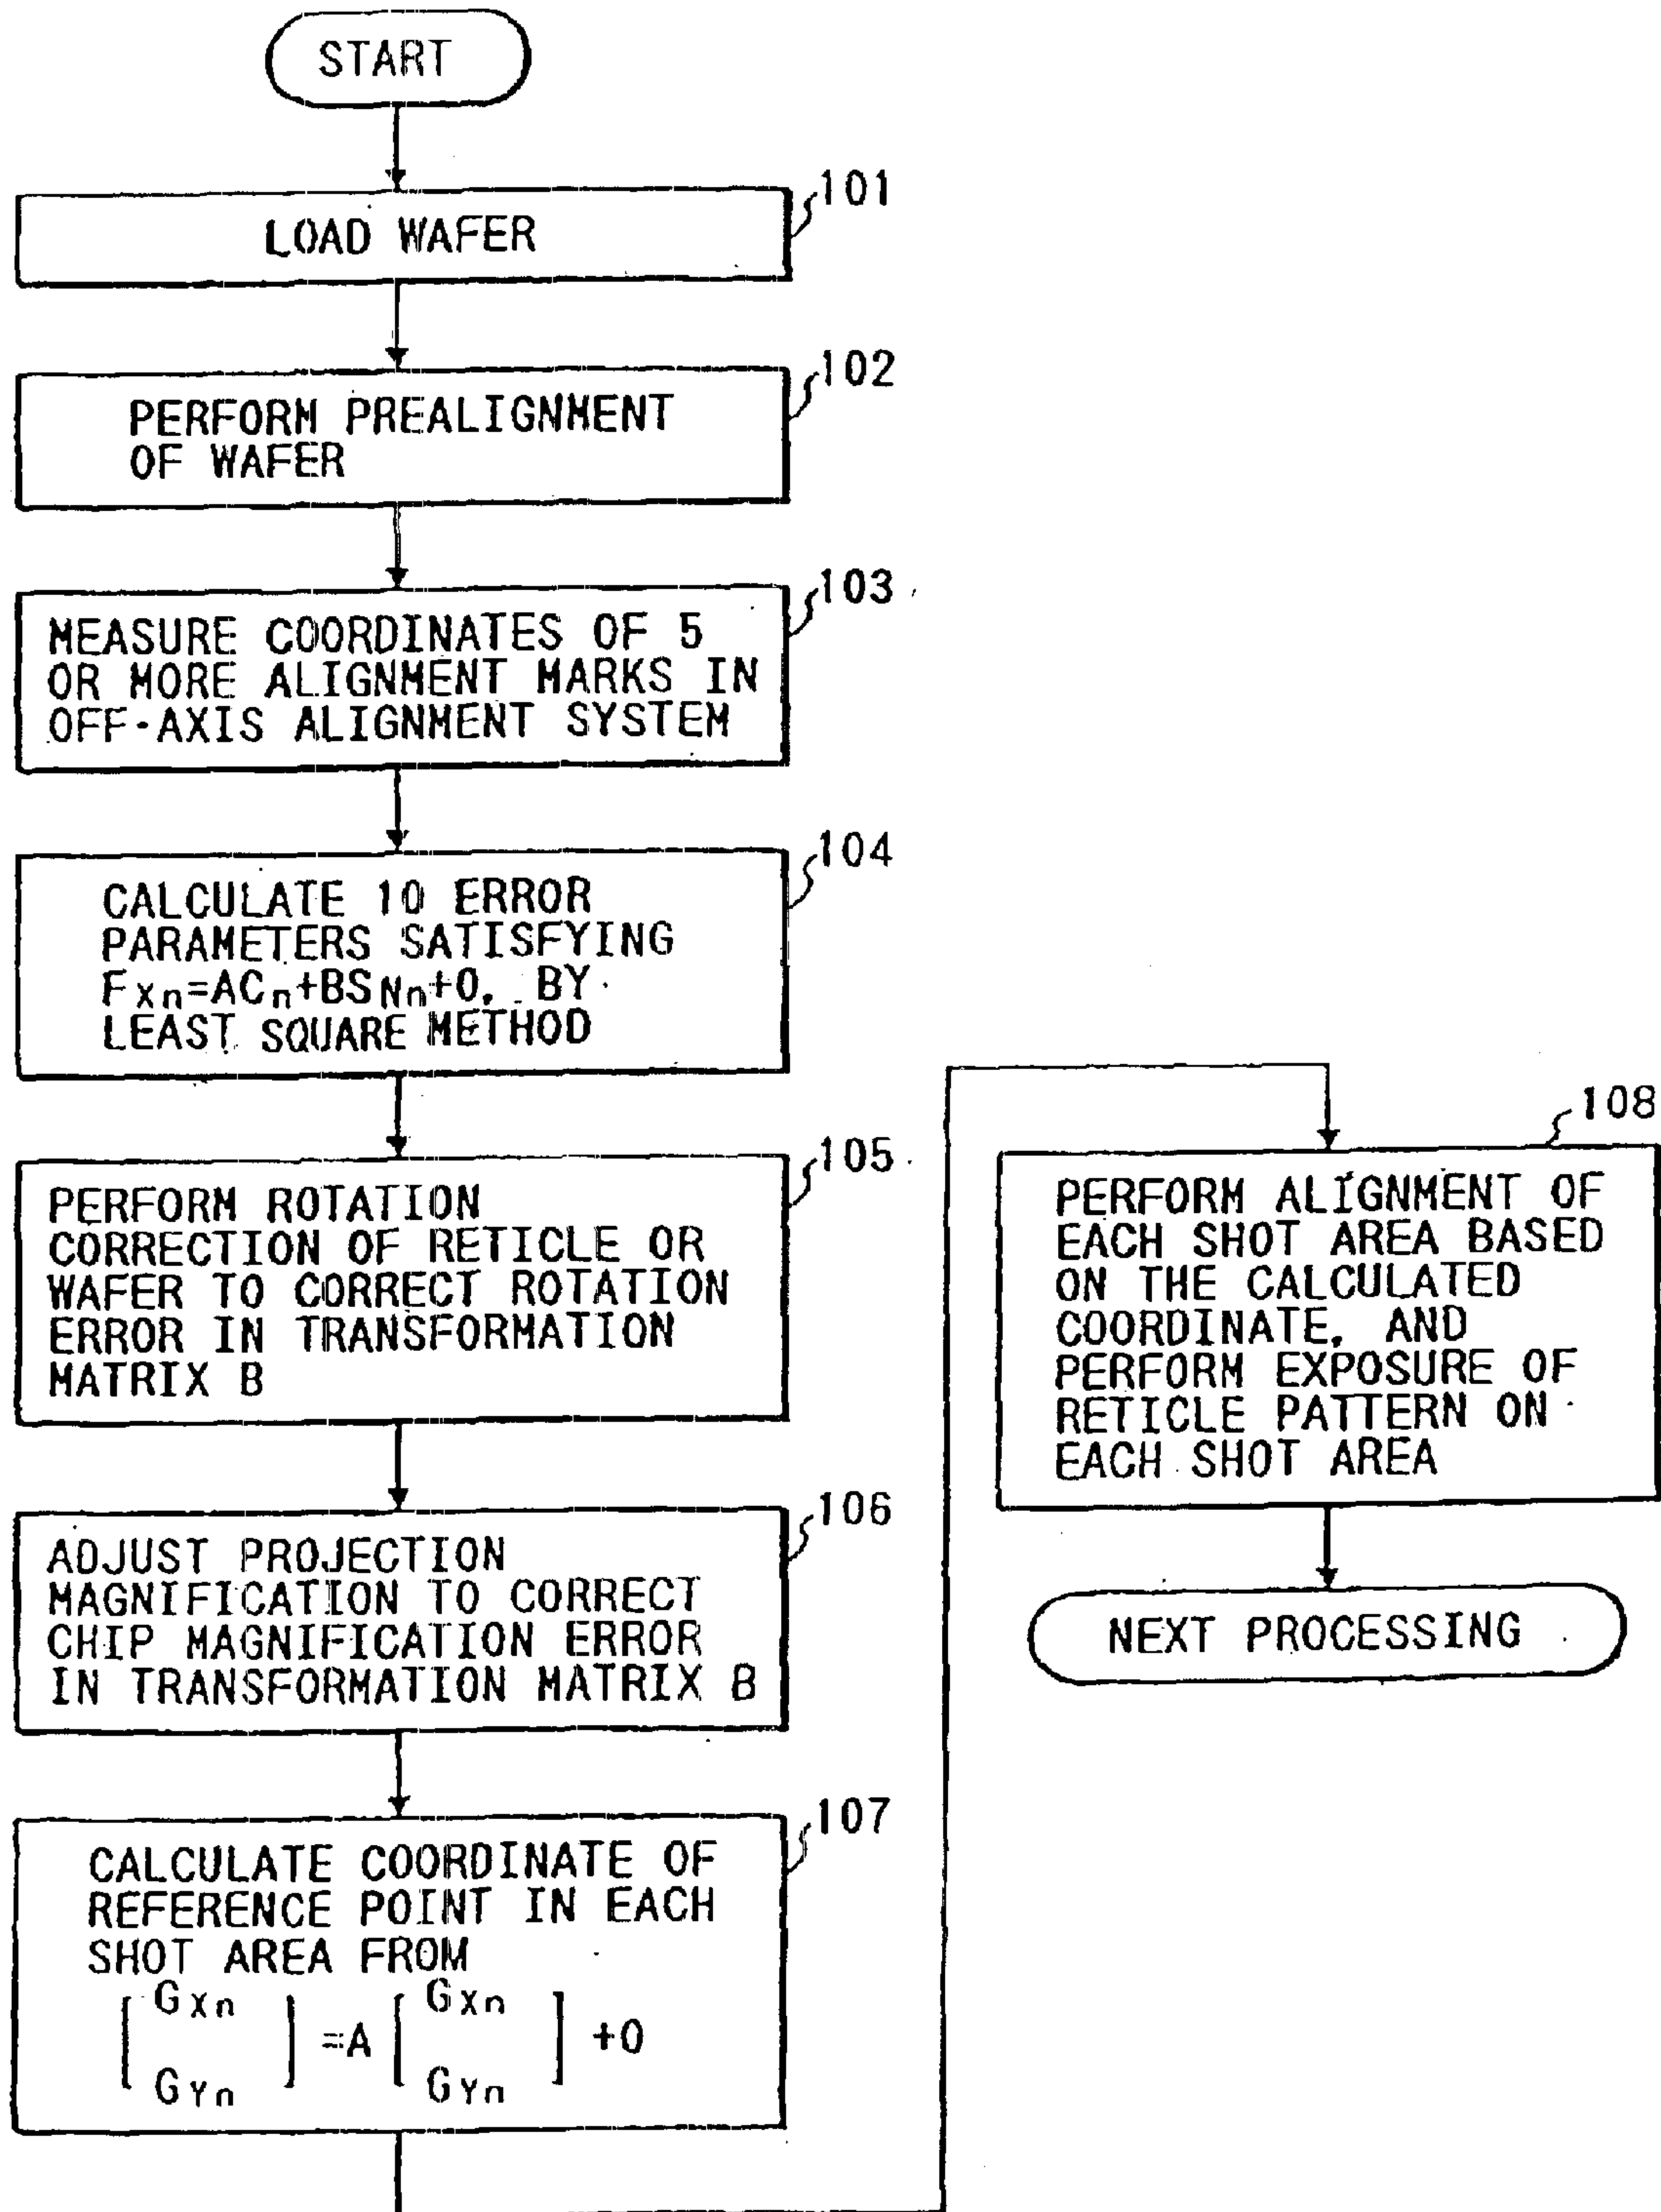 START
101
LOAD WAFER
102
PERFORM PREALIGNMENT
OF WAFER
103
MEASURE COORDINATES OF 5
OR MORE ALIGNMENT MARKS IN
OFF-AXIS ALIGNMENT SYSTEM
104
CALCULATE 10 ERROR
PARAMETERS SATISFYING
FXn=ACn+BSNn+O, BY
LEAST SQUARE METHOD
105
PERFORM ROTATION
CORRECTION OF RETICLE OR
WAFER TO CORRECT ROTATION
ERROR IN TRANSFORMATION
MATRIX B
106
ADJUST PROJECTION
MAGNIFICATION TO CORRECT
CHIP MAGNIFICATION ERROR
IN TRANSFORMATION MATRIX B
107
CALCULATE COORDINATE OF
REFERENCE POINT IN EACH
SHOT AREA FROM
[GXn GYn] =A [GXn GYn] +O
108
PERFORM ALIGNMENT OF
EACH SHOT AREA BASED
ON THE CALCULATED
COORDINATE, AND
PERFORM EXPOSURE OF
RETICLE PATTERN ON
EACH SHOT AREA
NEXT PROCESSING